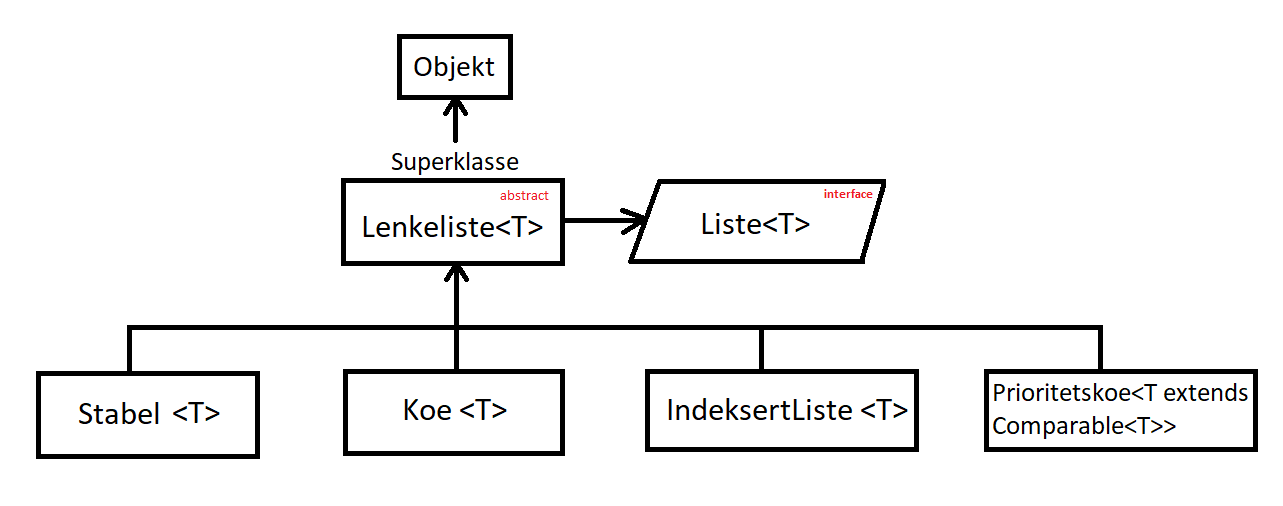 Objekt
Superklasse
abstract
Lenkeliste<T>
interface
Liste<T>
Stabel <T>
Koe <T>
IndeksertListe <T>
Prioritetskoe<T extends
Comparable<T>>